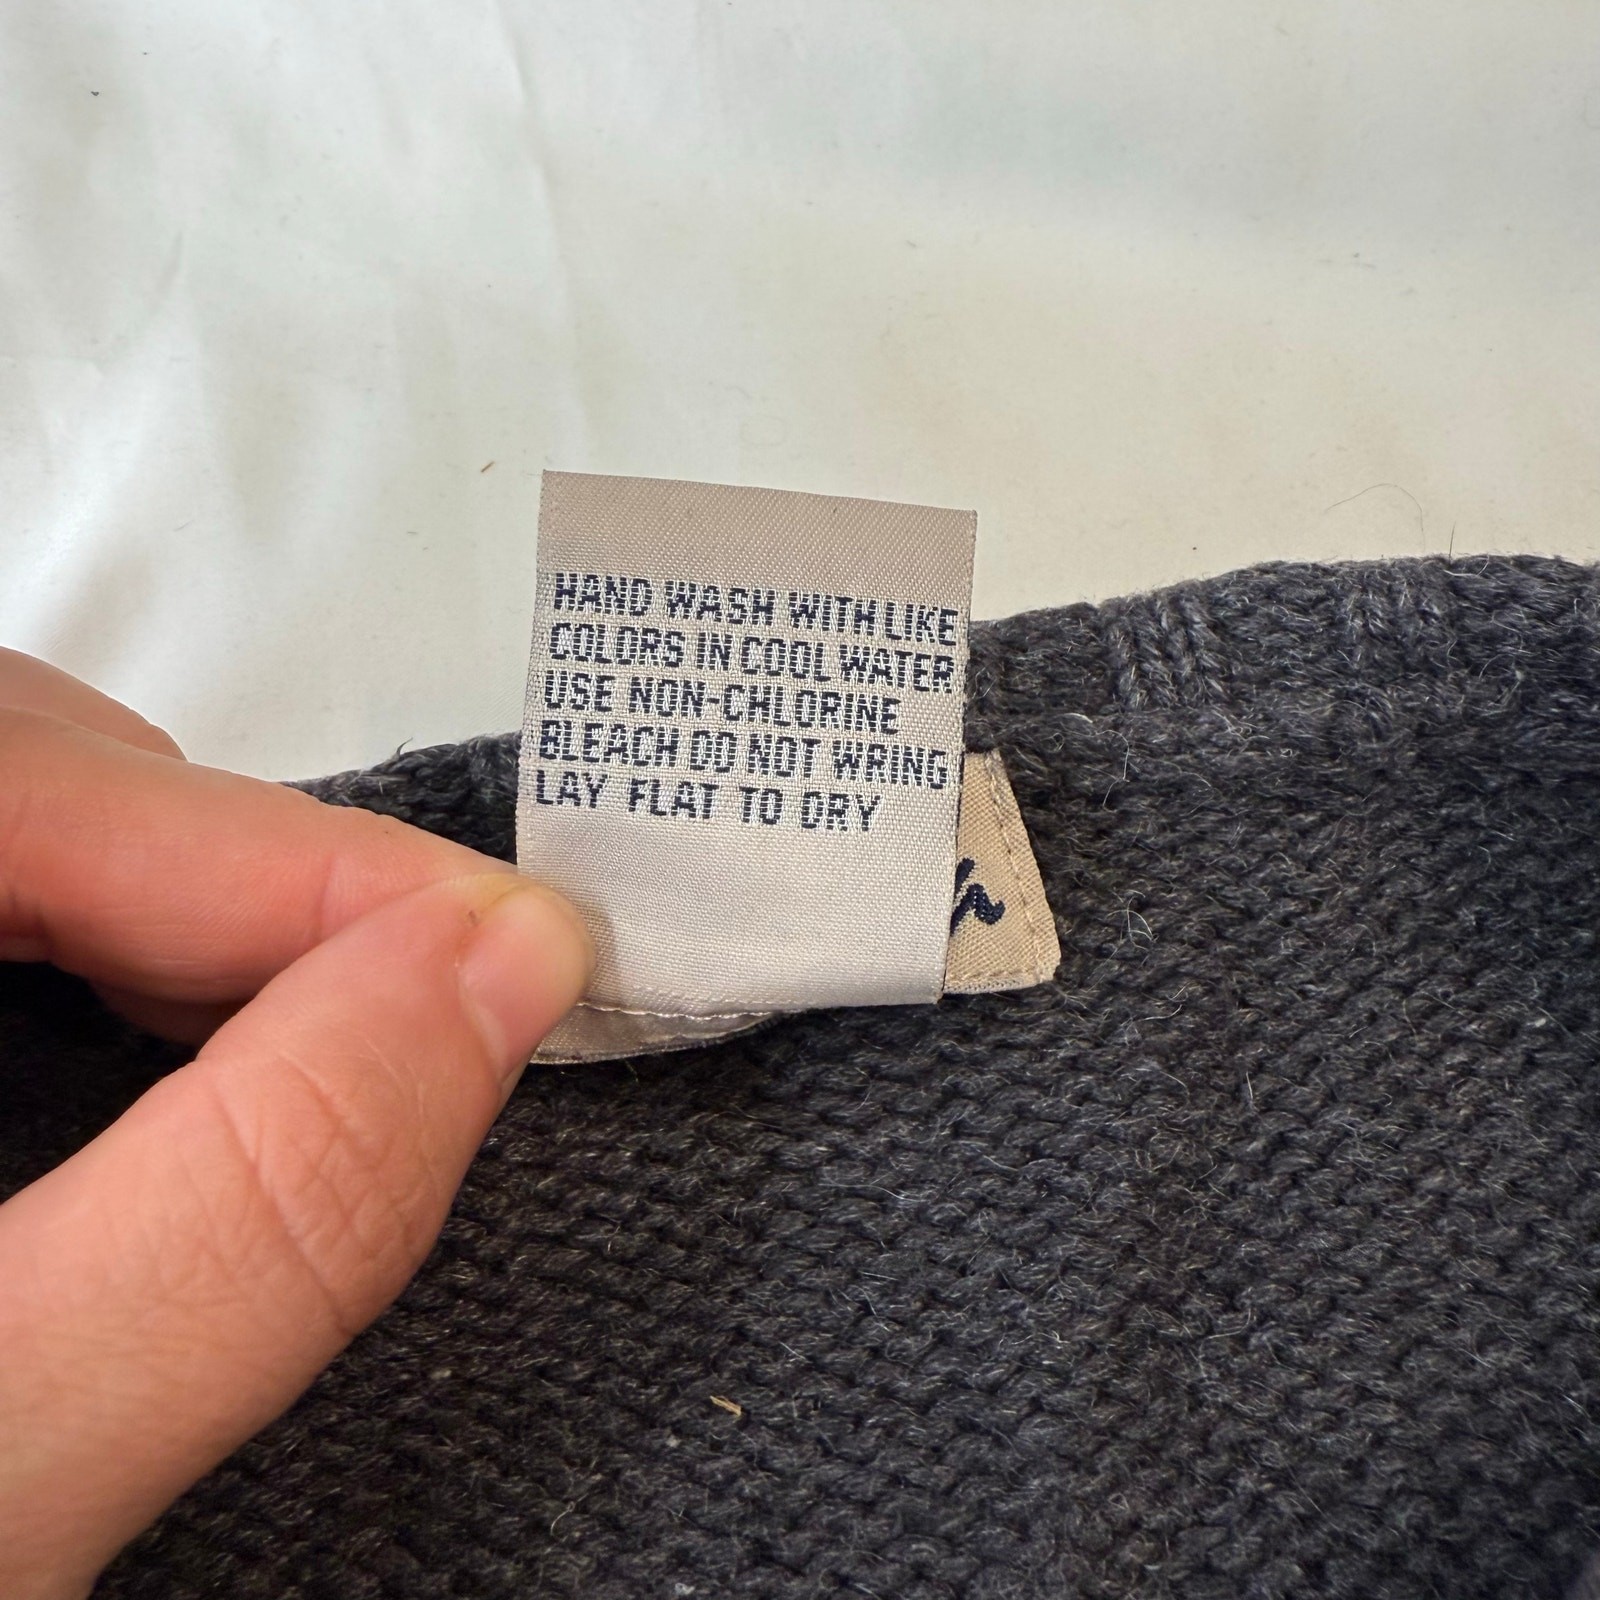 HAND WASH WITH LIKE
COLORS IN COOL WATER
USE NON-CHLORINE
BLEACH DO NOT WRING
LAY FLAT TO DRY